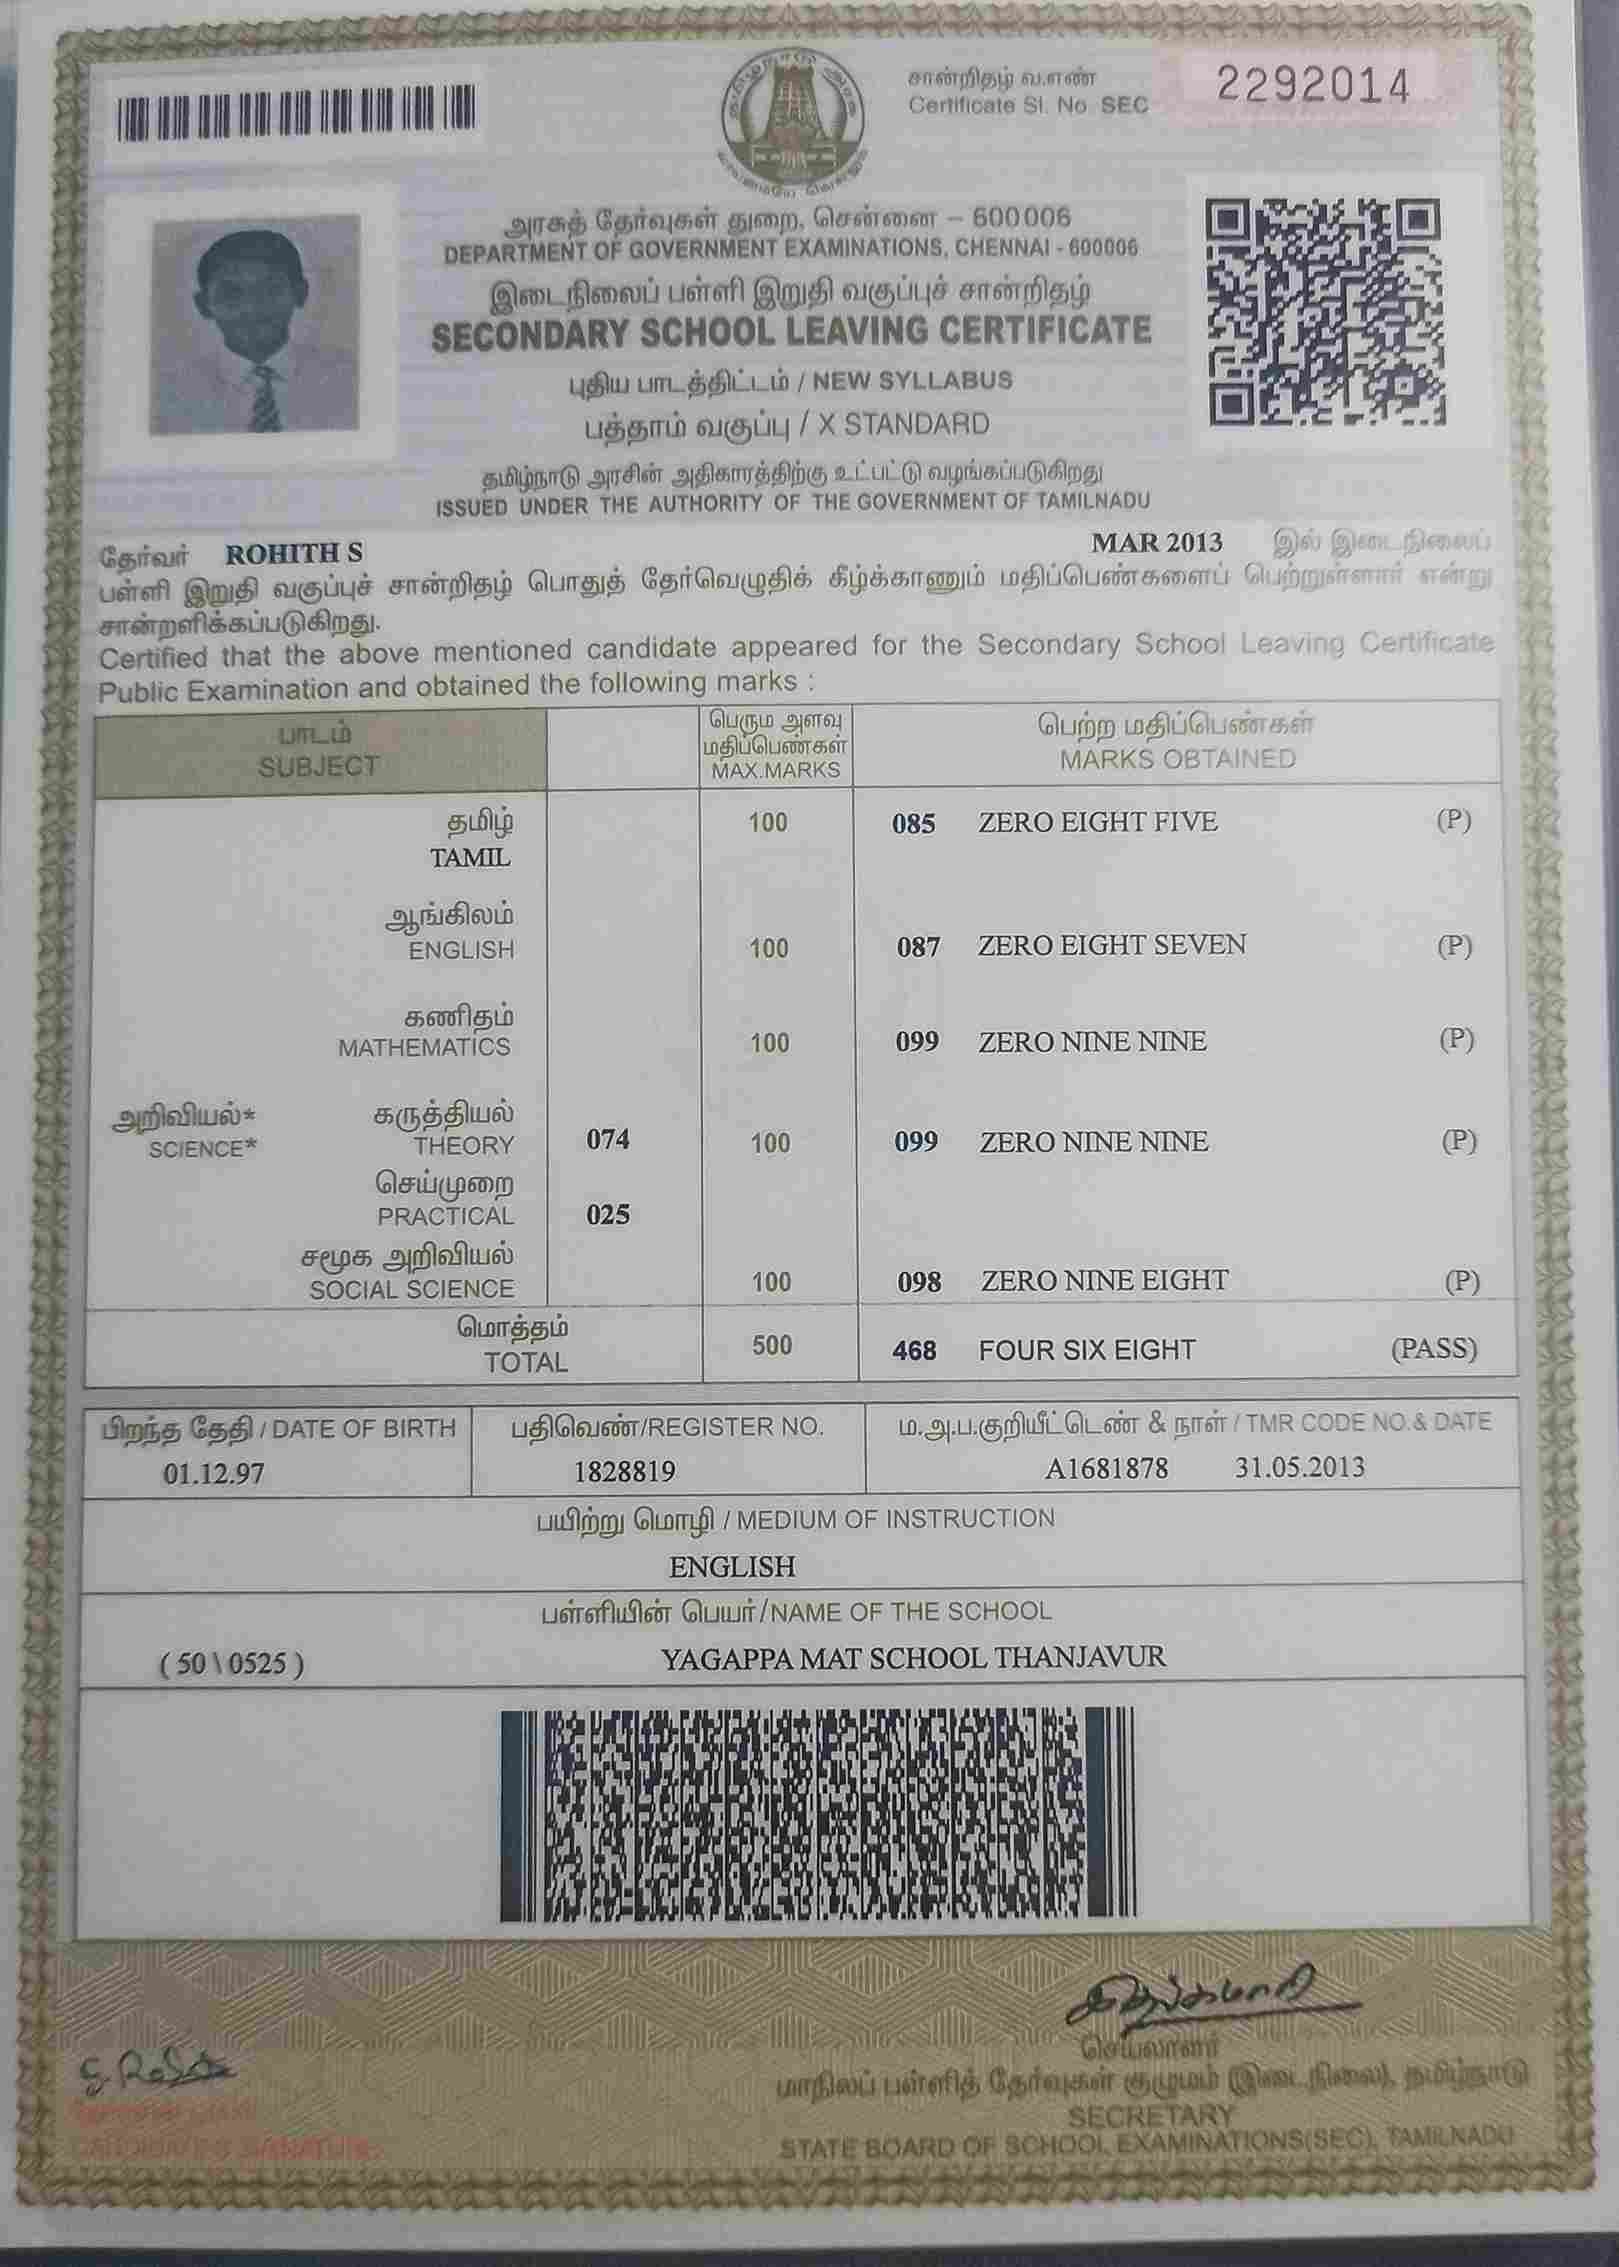 சான்றிதழ் வ.எண்
Certificate Sl. No. SEC 2292014
அரசுத் தேர்வுகள் துறை, சென்னை – 600006
DEPARTMENT OF GOVERNMENT EXAMINATIONS, CHENNAI - 600006
இடைநிலைப் பள்ளி இறுதி வகுப்புச் சான்றிதழ்
SECONDARY SCHOOL LEAVING CERTIFICATE
புதிய பாடத்திட்டம் / NEW SYLLABUS
பத்தாம் வகுப்பு / X STANDARD
தமிழ்நாடு அரசின் அதிகாரத்திற்கு உட்பட்டு வழங்கப்படுகிறது
ISSUED UNDER THE AUTHORITY OF THE GOVERNMENT OF TAMILNADU
தேர்வர் ROHITH S MAR 2013 இல் இடைநிலைப்
பள்ளி இறுதி வகுப்புச் சான்றிதழ் பொதுத் தேர்வெழுதிக் கீழ்க்காணும் மதிப்பெண்களைப் பெற்றுள்ளார் என்று
சான்றளிக்கப்படுகிறது.
Certified that the above mentioned candidate appeared for the Secondary School Leaving Certificate
Public Examination and obtained the following marks :
பாடம்
SUBJECT
பெரும அளவு
மதிப்பெண்கள்
MAX.MARKS
பெற்ற மதிப்பெண்கள்
MARKS OBTAINED
தமிழ் 100 085 ZERO EIGHT FIVE (P)
TAMIL
ஆங்கிலம்
ENGLISH 100 087 ZERO EIGHT SEVEN (P)
கணிதம்
MATHEMATICS 100 099 ZERO NINE NINE (P)
அறிவியல்* கருத்தியல்
SCIENCE* THEORY 074 100 099 ZERO NINE NINE (P)
செய்முறை
PRACTICAL 025
சமூக அறிவியல்
SOCIAL SCIENCE 100 098 ZERO NINE EIGHT (P)
மொத்தம்
TOTAL 500 468 FOUR SIX EIGHT (PASS)
பிறந்த தேதி / DATE OF BIRTH பதிவெண்/REGISTER NO. ம.அ.ப.குறியீட்டெண் & நாள் / TMR CODE NO.& DATE
01.12.97 1828819 A1681878 31.05.2013
பயிற்று மொழி / MEDIUM OF INSTRUCTION
ENGLISH
பள்ளியின் பெயர்/NAME OF THE SCHOOL
( 50 \ 0525 ) YAGAPPA MAT SCHOOL THANJAVUR
செயலாளர்
மாநிலப் பள்ளித் தேர்வுகள் குழுமம் (இடைநிலை), தமிழ்நாடு
SECRETARY
STATE BOARD OF SCHOOL EXAMINATIONS(SEC), TAMILNADU